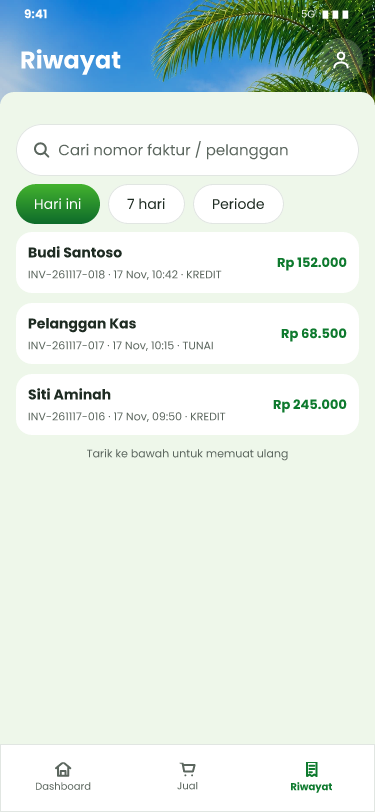 9:41
5G
Riwayat
Cari nomor faktur / pelanggan
Hari ini
7 hari
Periode
Budi Santoso
INV-261117-018 · 17 Nov, 10:42 · KREDIT
Rp 152.000
Pelanggan Kas
INV-261117-017 · 17 Nov, 10:15 · TUNAI
Rp 68.500
Siti Aminah
INV-261117-016 · 17 Nov, 09:50 · KREDIT
Rp 245.000
Tarik ke bawah untuk memuat ulang
Dashboard
Jual
Riwayat